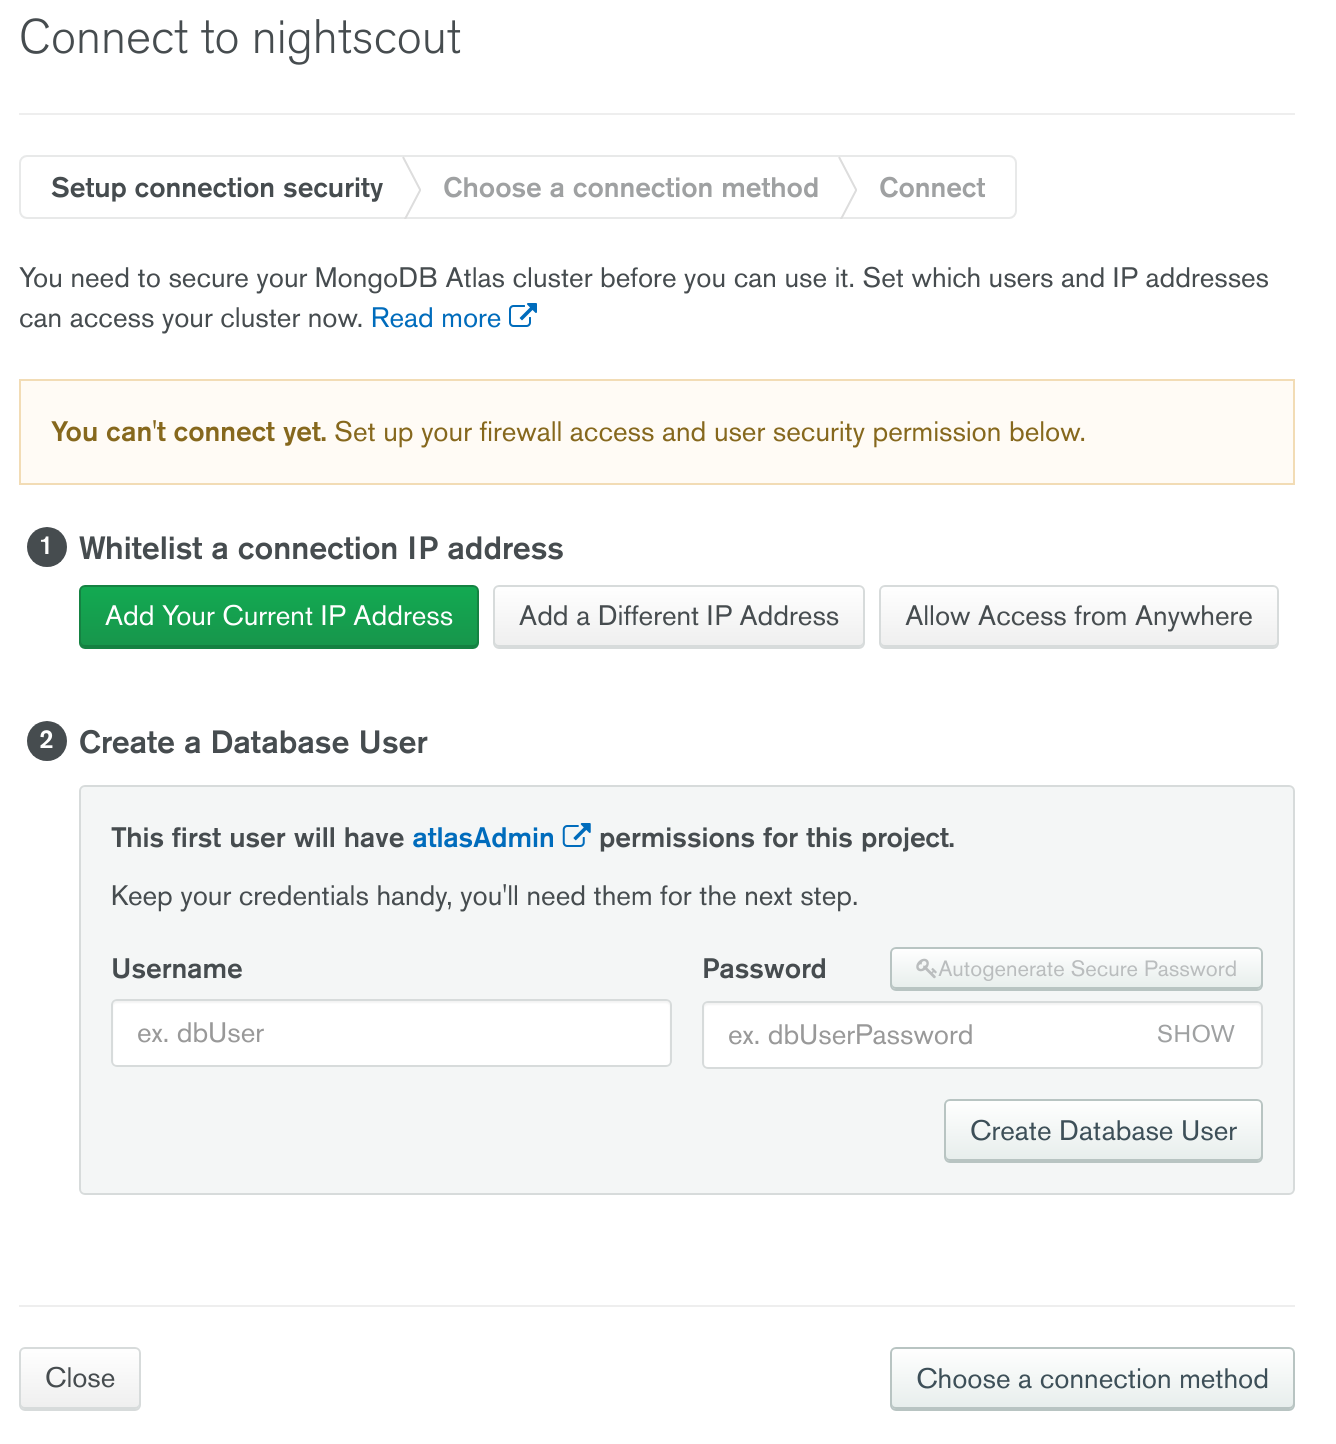 Connect to nightscout
Setup connection security
Choose a connection method
Connect
You need to secure your MongoDB Atlas cluster before you can use it. Set which users and IP addresses
can access your cluster now. Read more
You can't connect yet. Set up your firewall access and user security permission below.
1 Whitelist a connection IP address
Add Your Current IP Address
Add a Different IP Address
Allow Access from Anywhere
2 Create a Database User
This first user will have atlasAdmin permissions for this project.
Keep your credentials handy, you'll need them for the next step.
Username
Password
Autogenerate Secure Password
ex. dbUser
ex. dbUserPassword
SHOW
Create Database User
Close
Choose a connection method